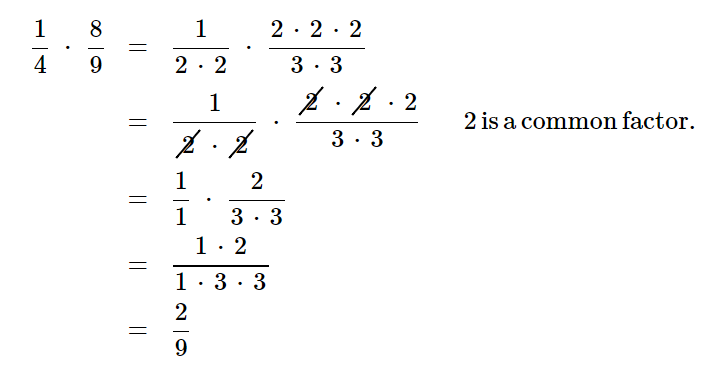 1/4 · 8/9 = 1/(2 · 2) · (2 · 2 · 2)/(3 · 3)
= 1/(2 · 2) · (2 · 2 · 2)/(3 · 3) 2 is a common factor.
= 1/1 · 2/(3 · 3)
= (1 · 2)/(1 · 3 · 3)
= 2/9